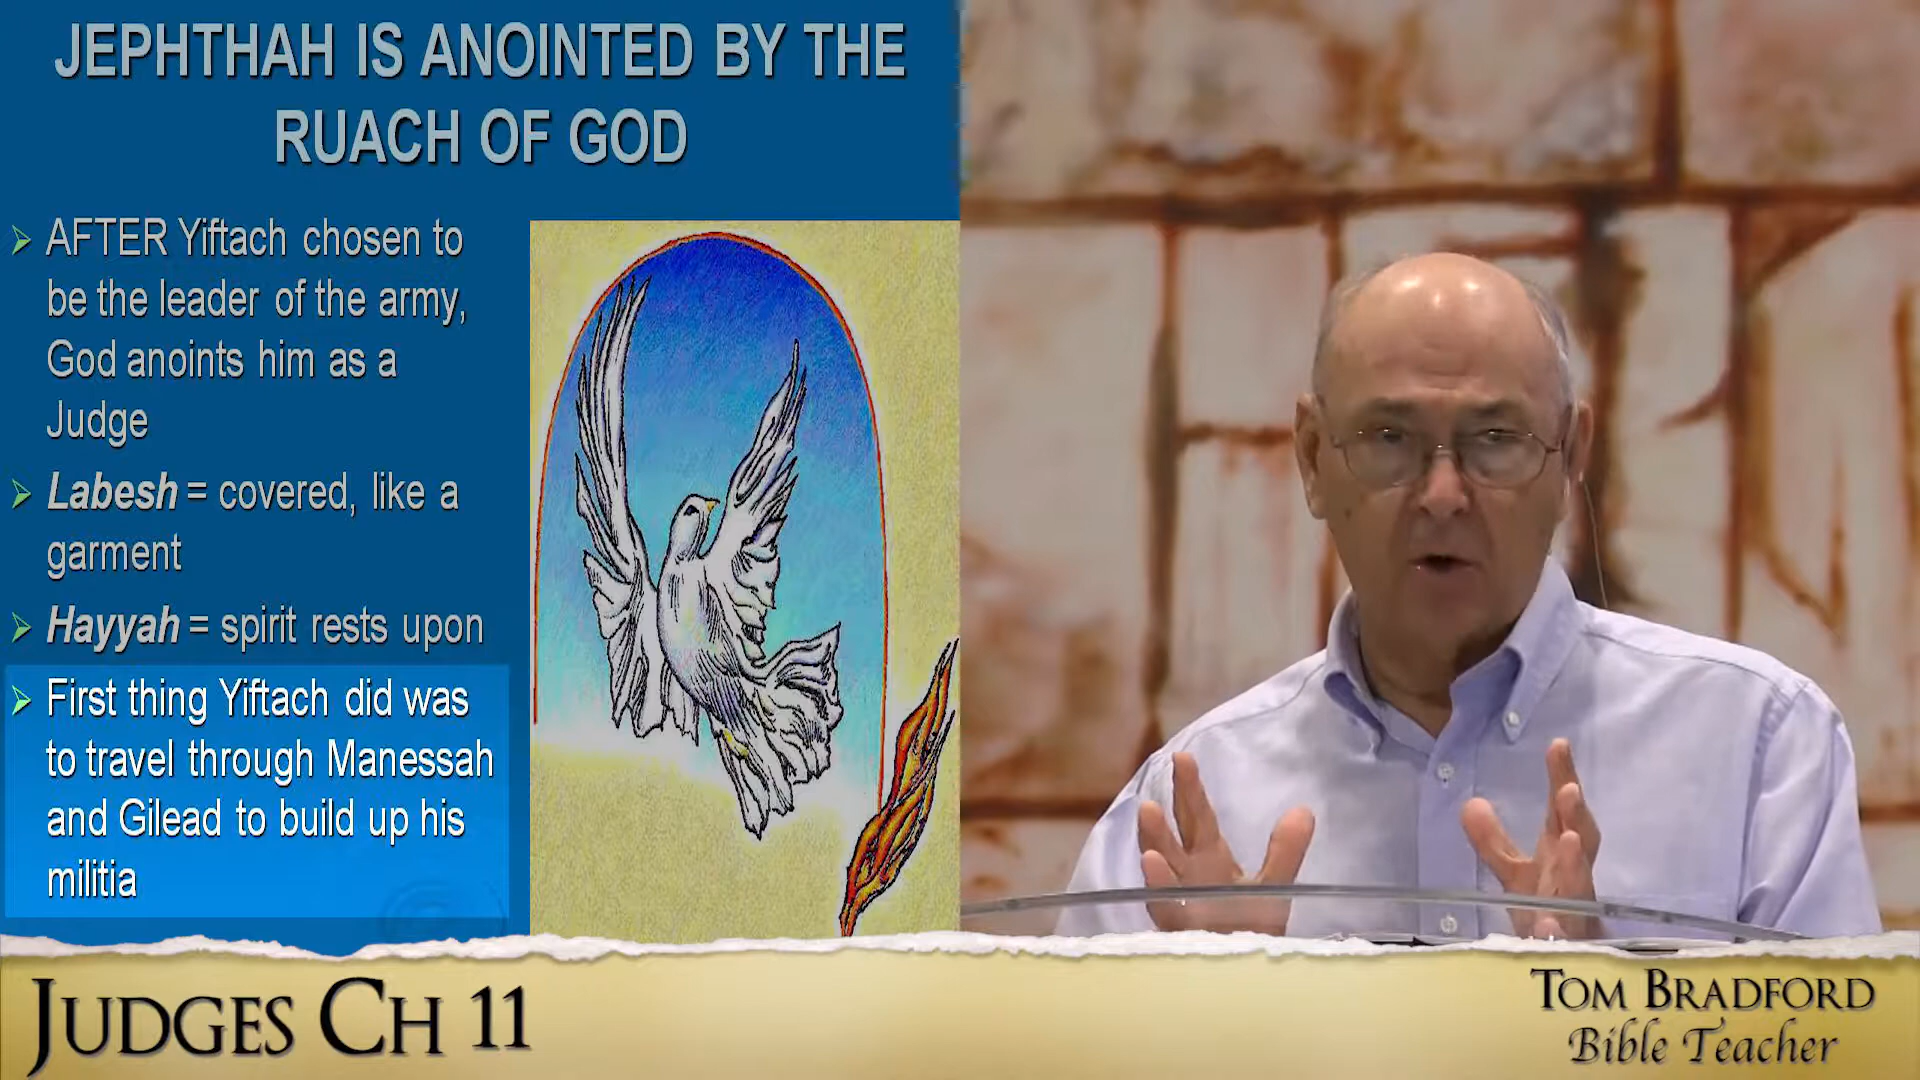 JEPHTHAH IS ANOINTED BY THE
RUACH OF GOD
AFTER Yiftach chosen to
be the leader of the army,
God anoints him as a
Judge
Labesh = covered, like a
garment
Hayyah = spirit rests upon
First thing Yiftach did was
to travel through Manessah
and Gilead to build up his
militia
JUDGES CH 11
TOM BRADFORD
Bible Teacher